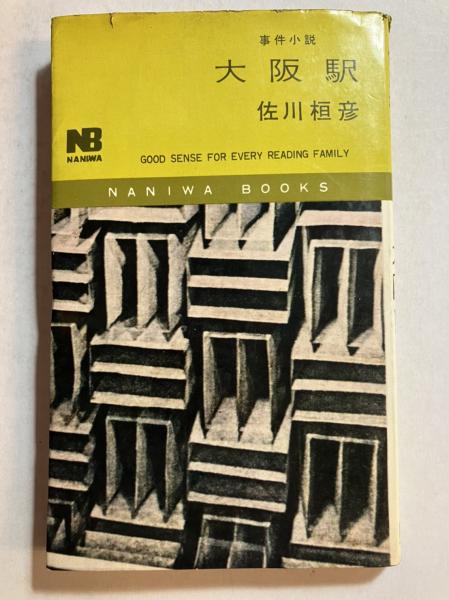 事件小説
大阪駅
佐川桓彦
NB
NANIWA
GOOD SENSE FOR EVERY READING FAMILY
NANIWA BOOKS